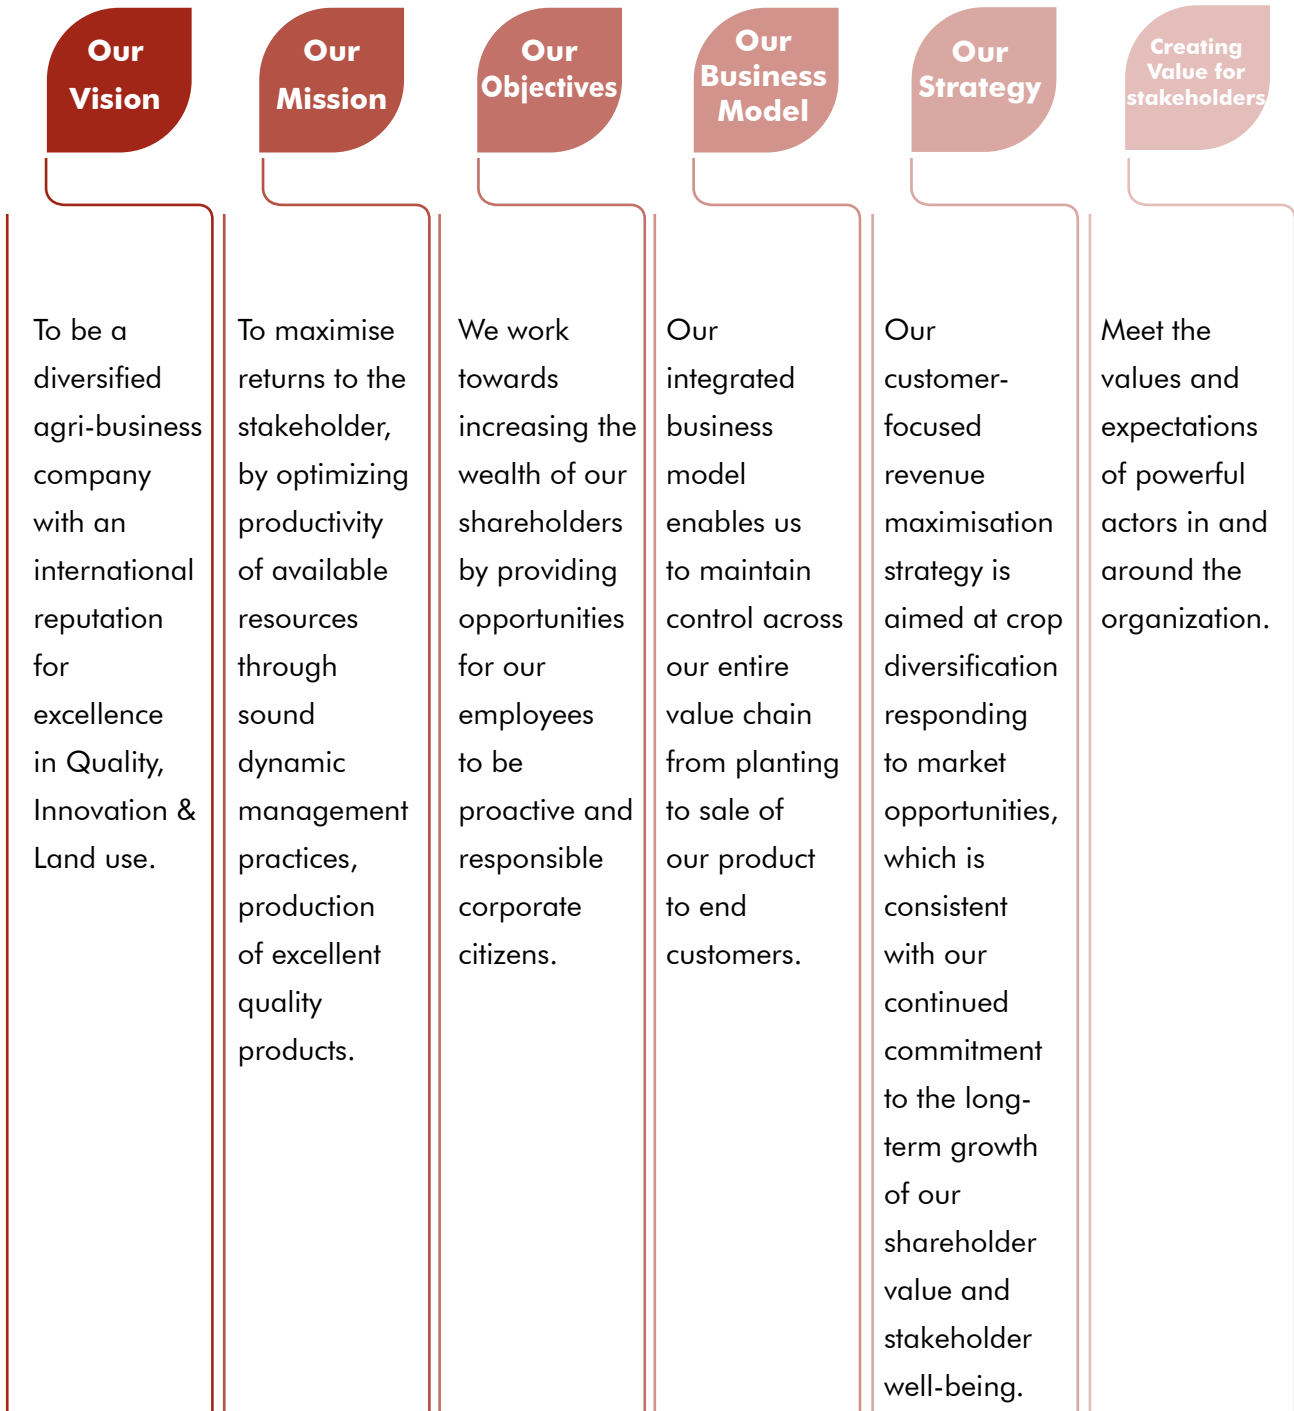 Our
Vision
To be a
diversified
agri-business
company
with an
international
reputation
for
excellence
in Quality,
Innovation &
Land use.
Our
Mission
To maximise
returns to the
stakeholder,
by optimizing
productivity
of available
resources
through
sound
dynamic
management
practices,
production
of excellent
quality
products.
Our
Objectives
We work
towards
increasing the
wealth of our
shareholders
by providing
opportunities
for our
employees
to be
proactive and
responsible
corporate
citizens.
Our
Business
Model
Our
integrated
business
model
enables us
to maintain
control across
our entire
value chain
from planting
to sale of
our product
to end
customers.
Our
Strategy
Our
customer-
focused
revenue
maximisation
strategy is
aimed at crop
diversification
responding
to market
opportunities,
which is
consistent
with our
continued
commitment
to the long-
term growth
of our
shareholder
value and
stakeholder
well-being.
Creating
Value for
stakeholders
Meet the
values and
expectations
of powerful
actors in and
around the
organization.